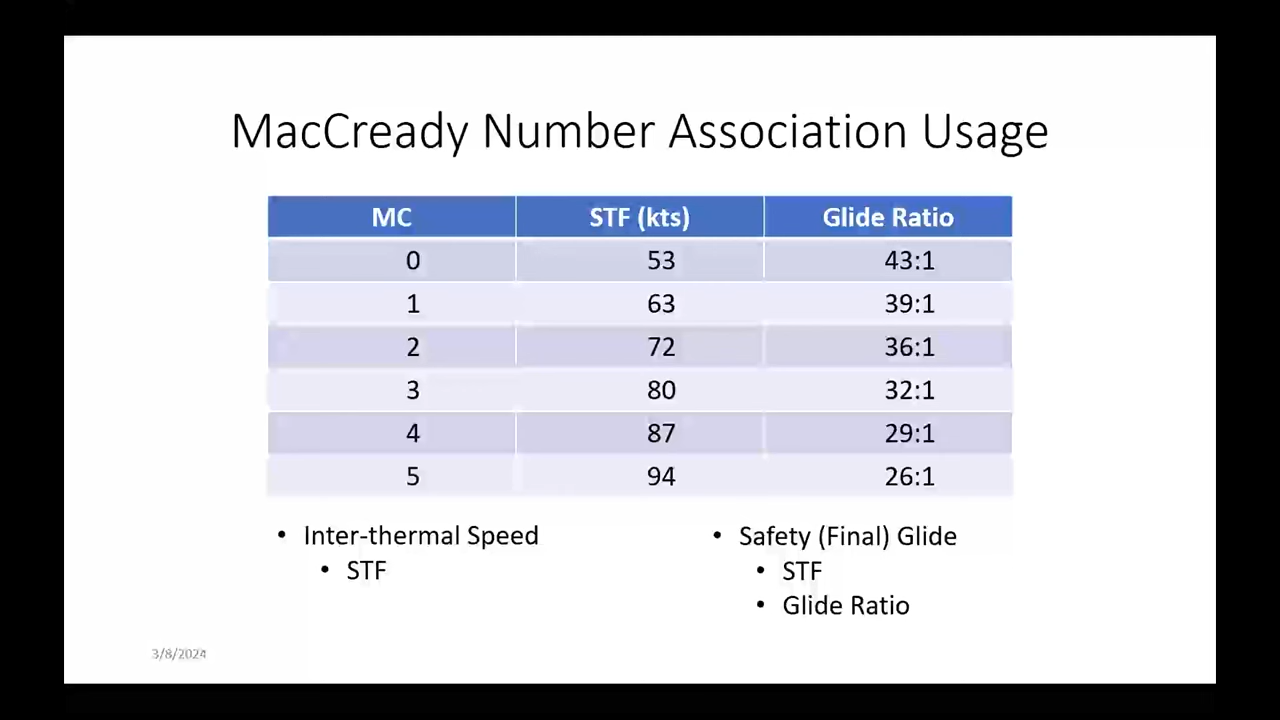 MacCready Number Association Usage
MC STF (kts) Glide Ratio
0 53 43:1
1 63 39:1
2 72 36:1
3 80 32:1
4 87 29:1
5 94 26:1
• Inter-thermal Speed
• STF
• Safety (Final) Glide
• STF
• Glide Ratio
3/8/2024